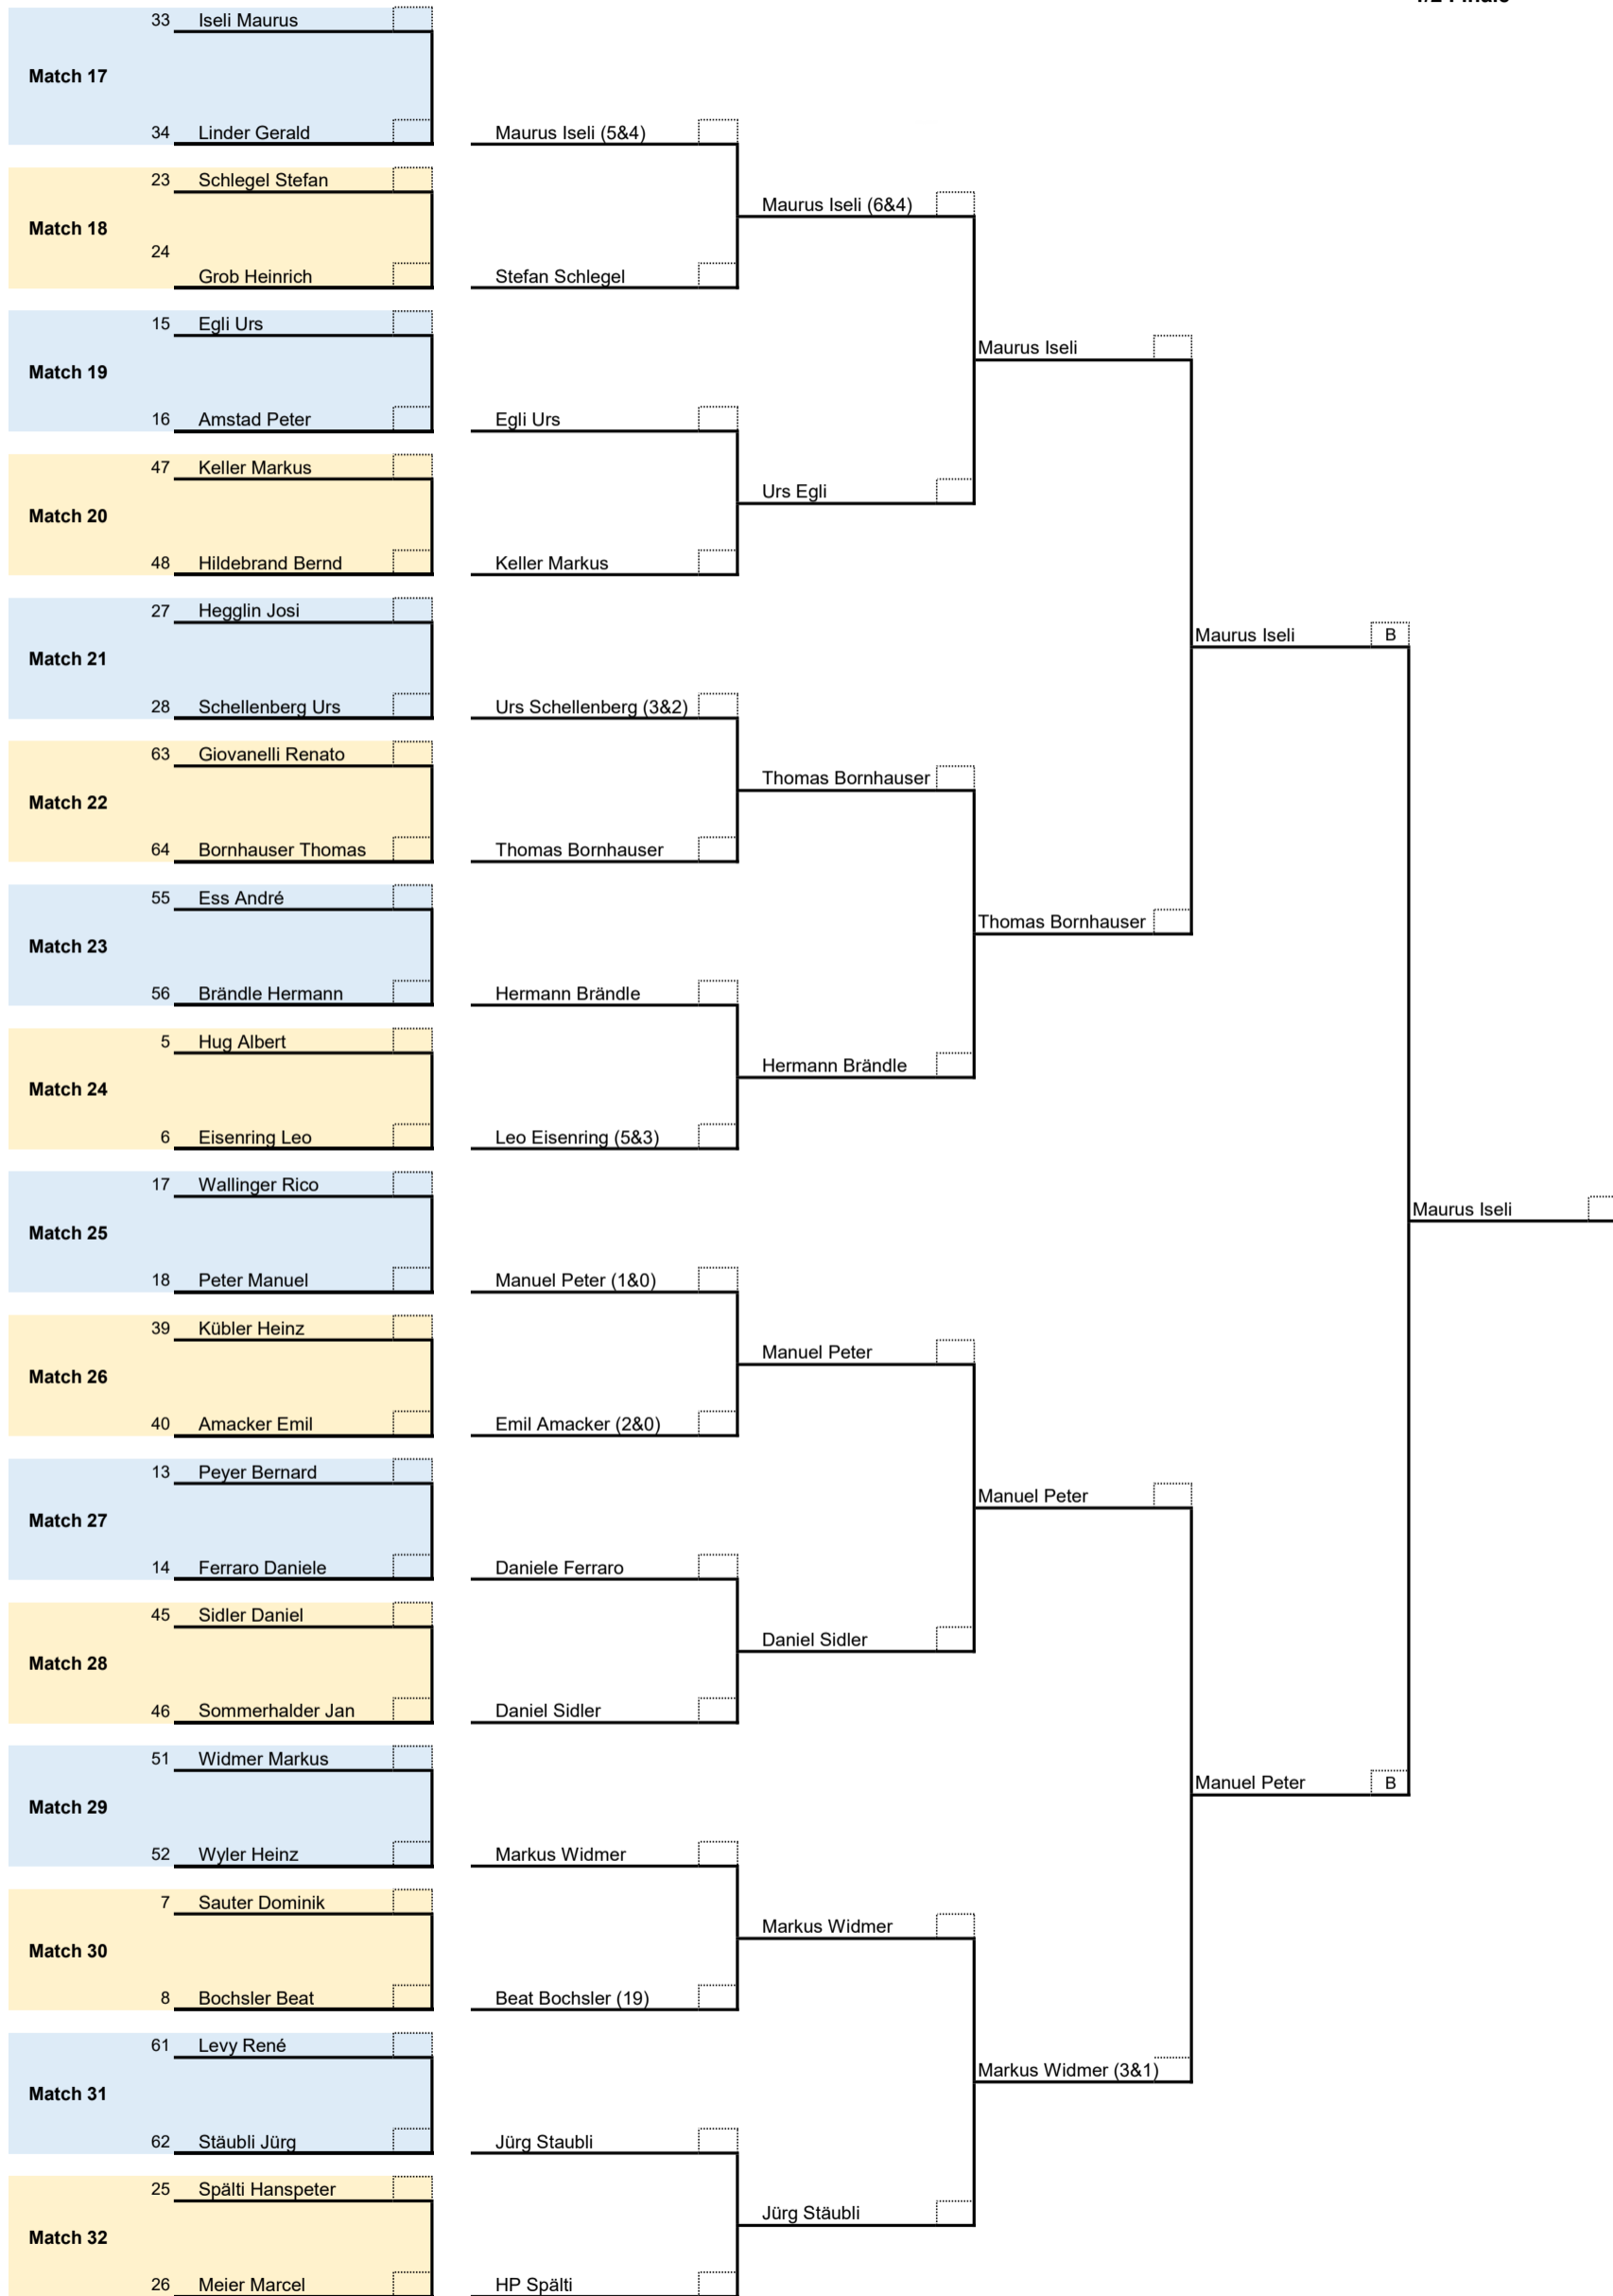 1/2 Finale
33 Iseli Maurus
Match 17
34 Linder Gerald
Maurus Iseli (5&4)
23 Schlegel Stefan
Maurus Iseli (6&4)
Match 18
24
Grob Heinrich
Stefan Schlegel
15 Egli Urs
Maurus Iseli
Match 19
16 Amstad Peter
Egli Urs
47 Keller Markus
Urs Egli
Match 20
48 Hildebrand Bernd
Keller Markus
27 Hegglin Josi
Maurus Iseli B
Match 21
28 Schellenberg Urs
Urs Schellenberg (3&2)
63 Giovanelli Renato
Thomas Bornhauser
Match 22
64 Bornhauser Thomas
Thomas Bornhauser
55 Ess André
Thomas Bornhauser
Match 23
56 Brändle Hermann
Hermann Brändle
5 Hug Albert
Hermann Brändle
Match 24
6 Eisenring Leo
Leo Eisenring (5&3)
17 Wallinger Rico
Maurus Iseli
Match 25
18 Peter Manuel
Manuel Peter (1&0)
39 Kübler Heinz
Manuel Peter
Match 26
40 Amacker Emil
Emil Amacker (2&0)
13 Peyer Bernard
Manuel Peter
Match 27
14 Ferraro Daniele
Daniele Ferraro
45 Sidler Daniel
Daniel Sidler
Match 28
46 Sommerhalder Jan
Daniel Sidler
51 Widmer Markus
Manuel Peter B
Match 29
52 Wyler Heinz
Markus Widmer
7 Sauter Dominik
Markus Widmer
Match 30
8 Bochsler Beat
Beat Bochsler (19)
61 Levy René
Markus Widmer (3&1)
Match 31
62 Stäubli Jürg
Jürg Staubli
25 Spälti Hanspeter
Jürg Stäubli
Match 32
26 Meier Marcel
HP Spälti